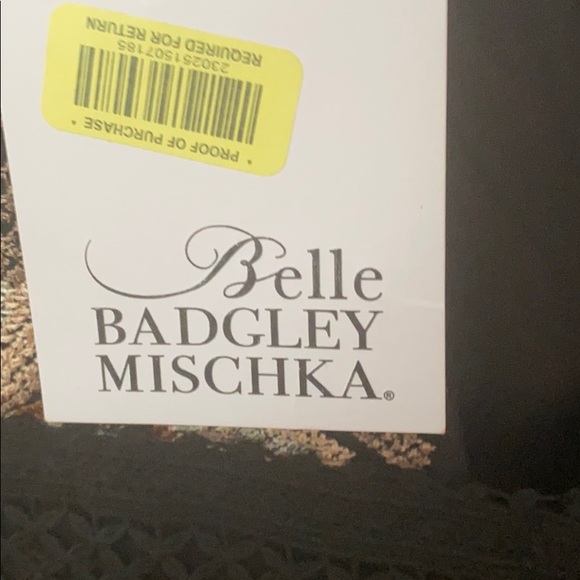 * PROOF OF PURCHASE *
230251507185
REQUIRED FOR RETURN
Belle
BADGLEY
MISCHKA®